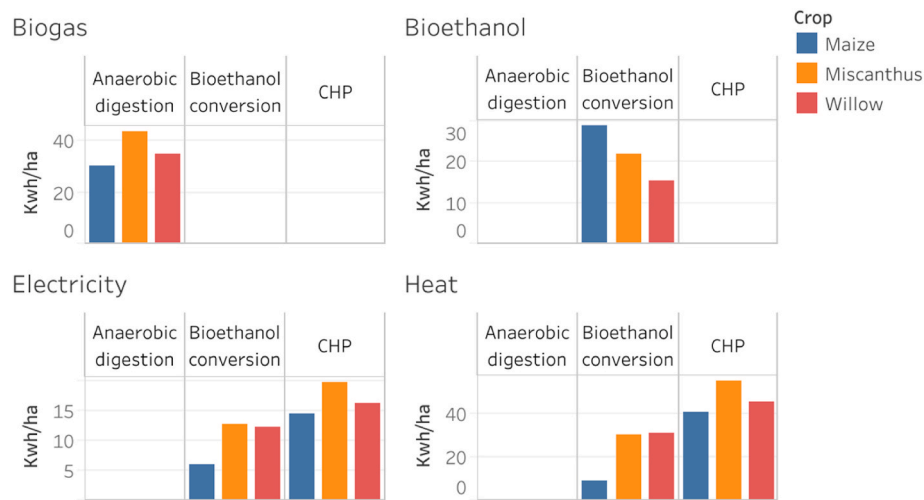 Biogas
Anaerobic digestion
Bioethanol conversion
CHP
Kwh/ha
40
20
0
Bioethanol
Anaerobic digestion
Bioethanol conversion
CHP
Kwh/ha
30
20
10
0
Crop
Maize
Miscanthus
Willow
Electricity
Anaerobic digestion
Bioethanol conversion
CHP
Kwh/ha
15
10
5
Heat
Anaerobic digestion
Bioethanol conversion
CHP
Kwh/ha
40
20
0